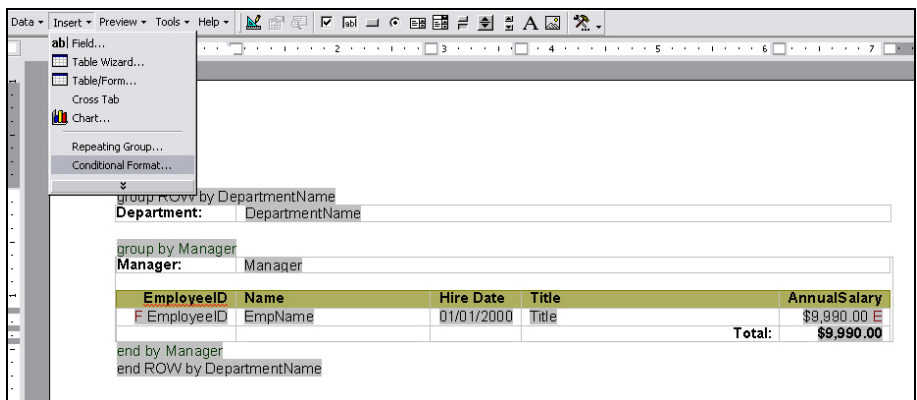 Data Insert Preview Tools Help
ab| Field...
Table Wizard...
Table/Form...
Cross Tab
Chart...
Repeating Group...
Conditional Format...
2 3 4 5 6 7
group ROW by DepartmentName
Department: DepartmentName
group by Manager
Manager: Manager
EmployeeID Name Hire Date Title AnnualSalary
F EmployeeID EmpName 01/01/2000 Title $9,990.00 E
Total: $9,990.00
end by Manager
end ROW by DepartmentName